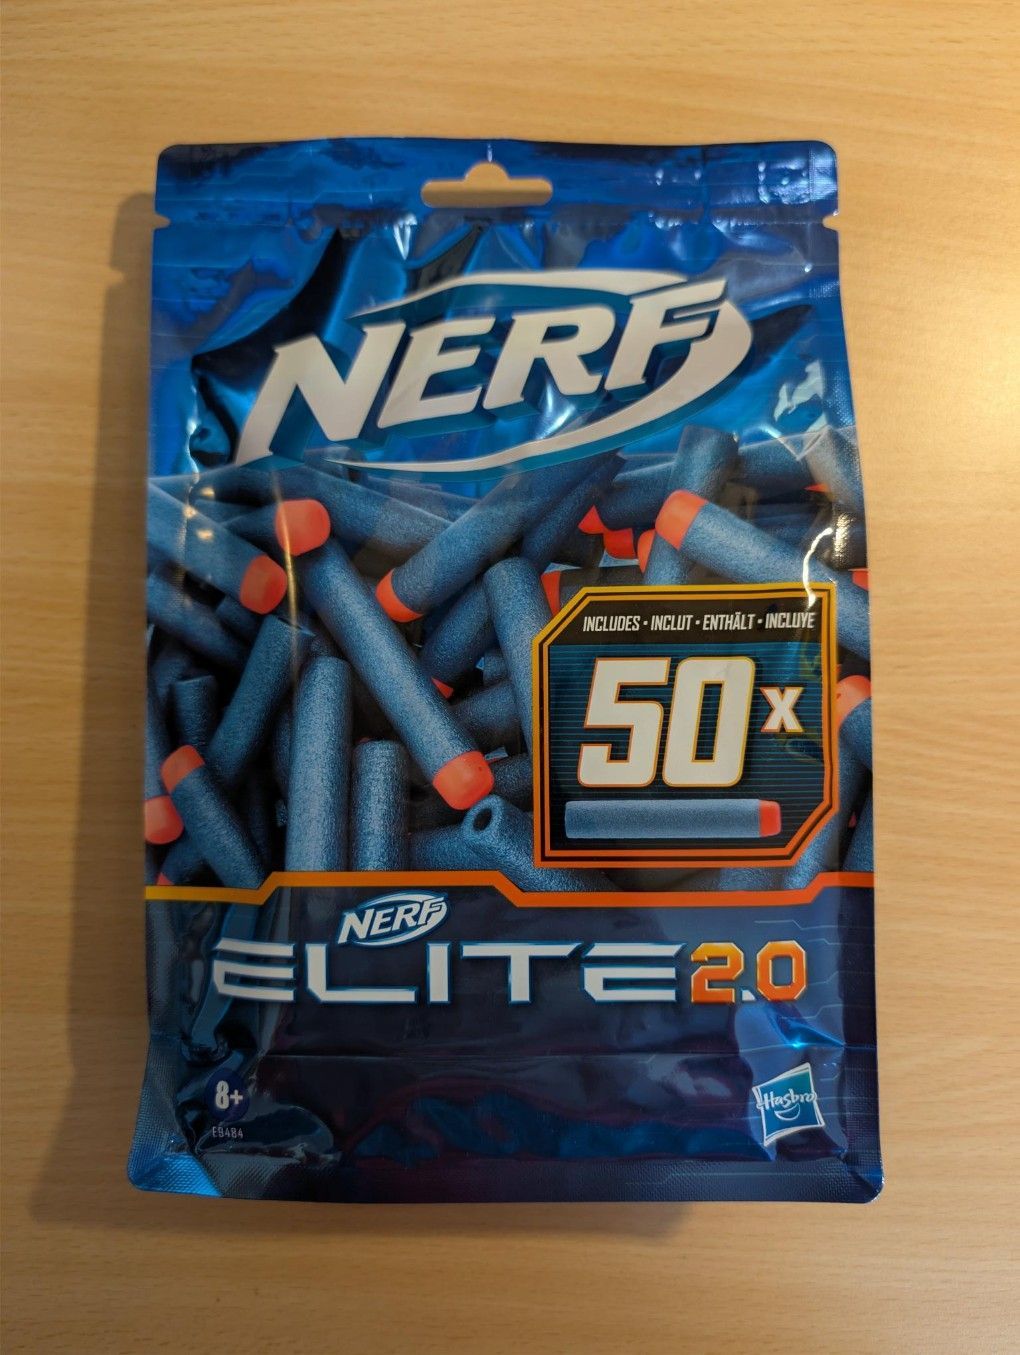 NERF
INCLUDES • INCLUT • ENTHÄLT • INCLUYE
50x
NERF
ELITE 2.0
8+
E9484
Hasbro